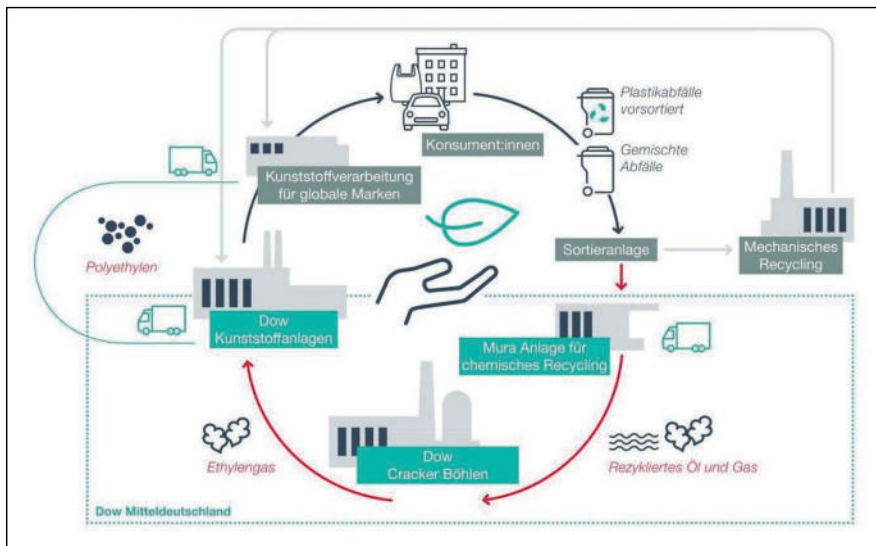 Plastikabfälle
vorsortiert
Konsument:innen
Gemischte
Abfälle
Kunststoffverarbeitung
für globale Marken
Polyethylen
Sortieranlage
Mechanisches
Recycling
Dow
Kunststoffanlagen
Mura Anlage für
chemisches Recycling
Ethylengas
Dow
Cracker Böhlen
Rezykliertes Öl und Gas
Dow Mitteldeutschland